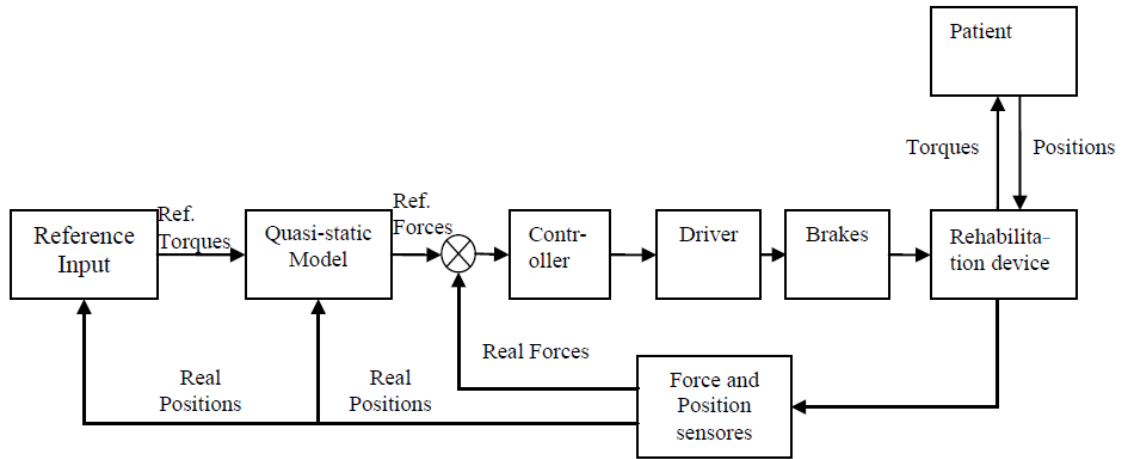 Patient
Torques
Positions
Ref.
Torques
Ref.
Forces
Reference
Input
Quasi-static
Model
Contr-
oller
Driver
Brakes
Rehabilita-
tion device
Real Forces
Real
Positions
Real
Positions
Force and
Position
sensores